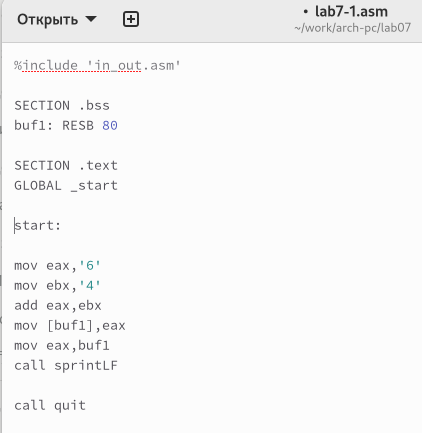 Открыть
• lab7-1.asm
~/work/arch-pc/lab07
%include 'in_out.asm'
SECTION .bss
buf1: RESB 80
SECTION .text
GLOBAL _start
start:
mov eax,'6'
mov ebx,'4'
add eax,ebx
mov [buf1],eax
mov eax,buf1
call sprintLF
call quit